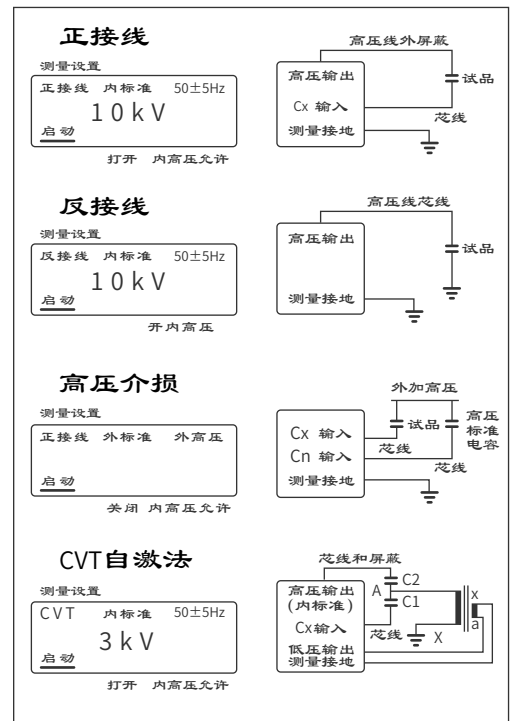 正接线
测量设置
正接线 内标准 50±5Hz
10kV
启动
打开 内高压允许
高压线外屏蔽
高压输出
试品
Cx 输入
芯线
测量接地
反接线
测量设置
反接线 内标准 50±5Hz
10kV
启动
开内高压
高压线芯线
高压输出
试品
测量接地
高压介损
测量设置
正接线 外标准 外高压
启动
关闭 内高压允许
外加高压
Cx 输入
试品
高压
标准
电容
芯线
Cn 输入
芯线
测量接地
CVT自激法
测量设置
CVT 内标准 50±5Hz
3kV
启动
打开 内高压允许
芯线和屏蔽
高压输出
(内标准)
A
C2
C1
x
Cx输入
芯线
X
a
低压输出
测量接地